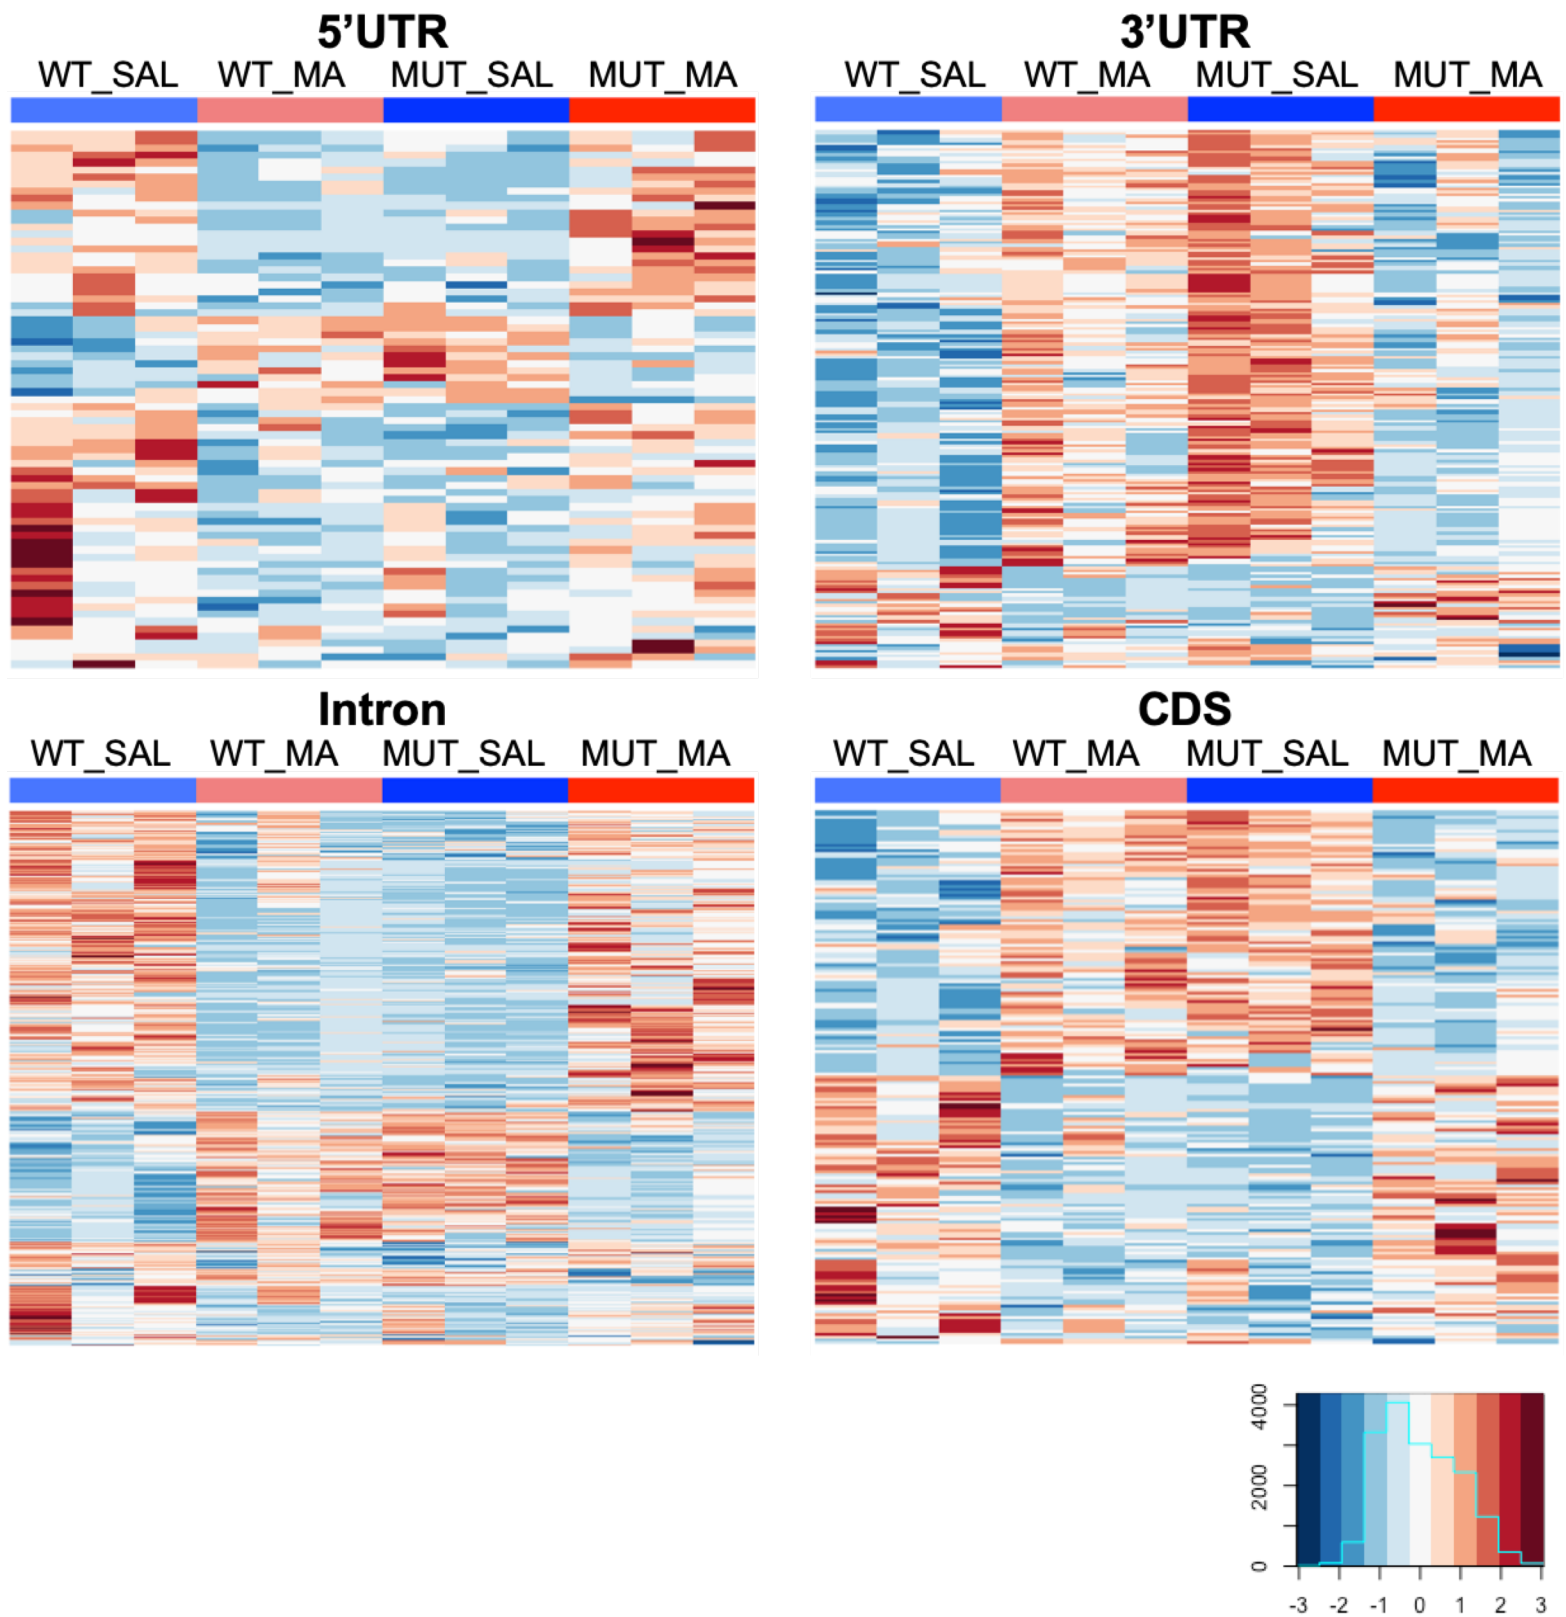 5’UTR
WT_SAL WT_MA MUT_SAL MUT_MA
3’UTR
WT_SAL WT_MA MUT_SAL MUT_MA
Intron
WT_SAL WT_MA MUT_SAL MUT_MA
CDS
WT_SAL WT_MA MUT_SAL MUT_MA
4000
2000
0
-3 -2 -1 0 1 2 3